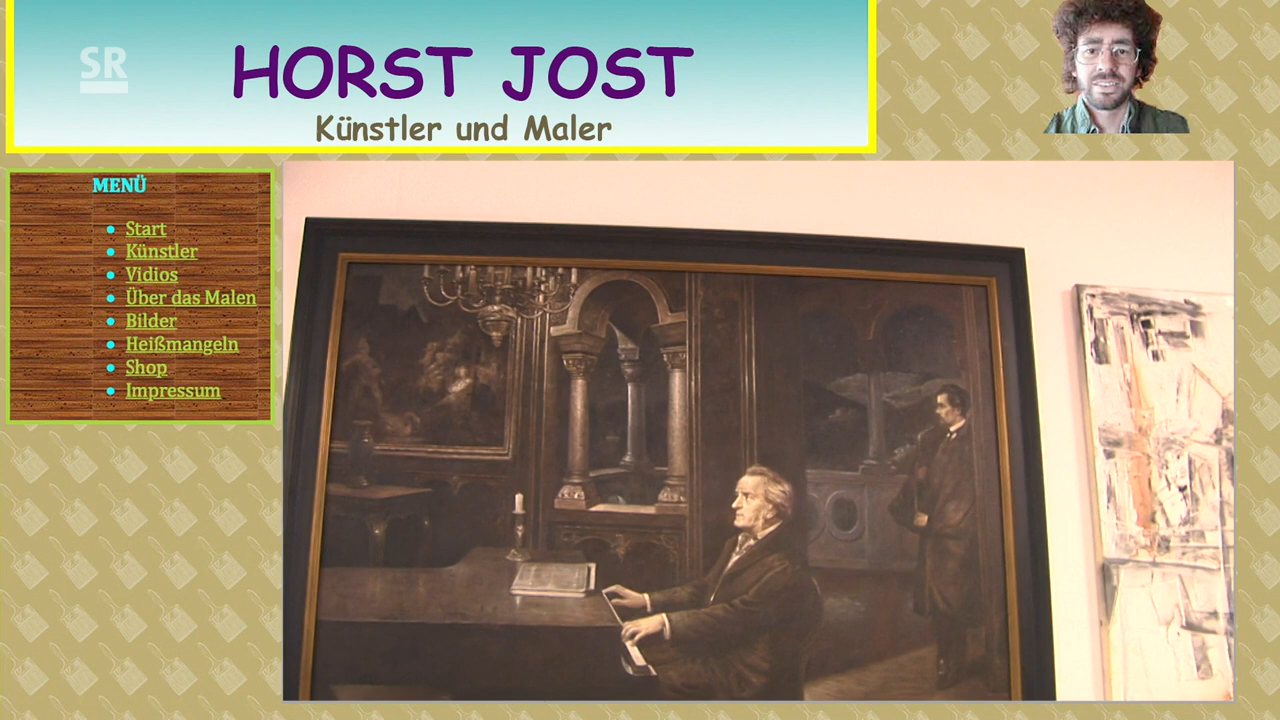 SR
HORST JOST
Künstler und Maler
MENÜ
Start
Künstler
Vidios
Über das Malen
Bilder
Heißmangeln
Shop
Impressum